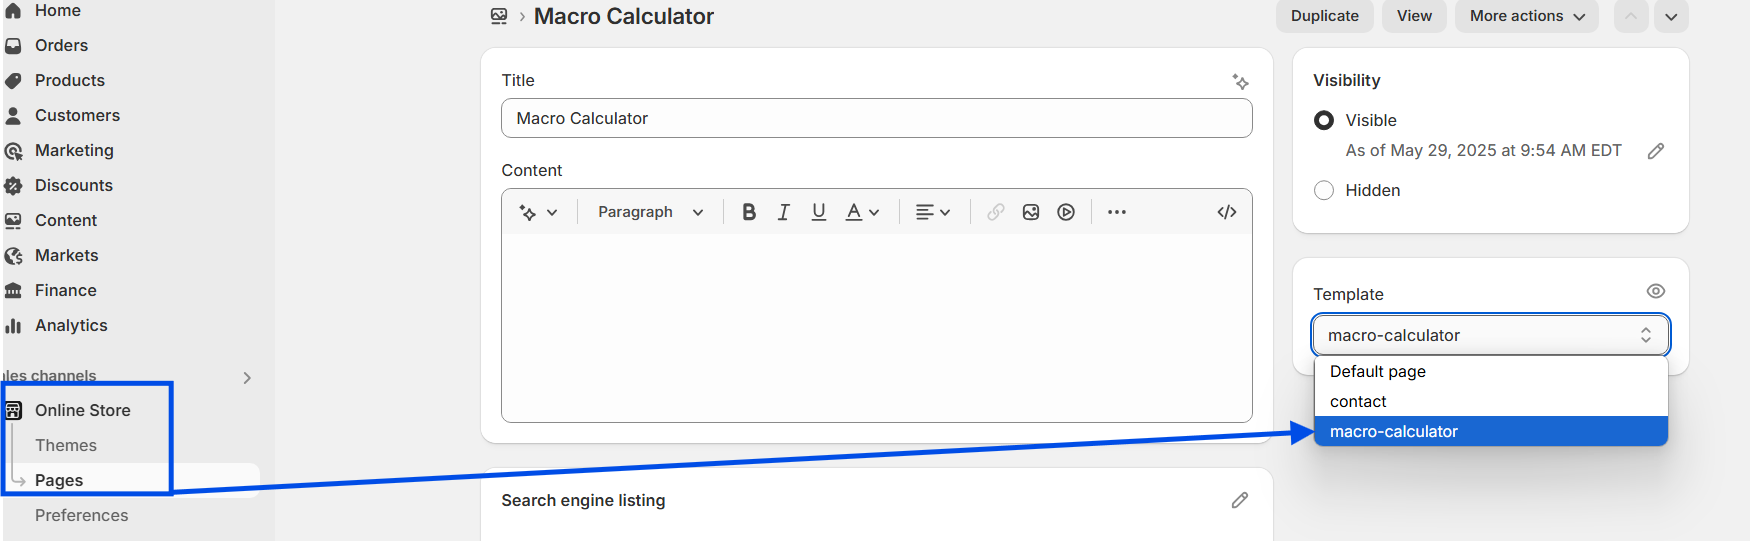 Home
Orders
Products
Customers
Marketing
Discounts
Content
Markets
Finance
Analytics
les channels
Online Store
Themes
Pages
Preferences
Macro Calculator
Duplicate
View
More actions
Title
Macro Calculator
Content
Paragraph
B I U A
Search engine listing
Visibility
Visible
As of May 29, 2025 at 9:54 AM EDT
Hidden
Template
macro-calculator
Default page
contact
macro-calculator